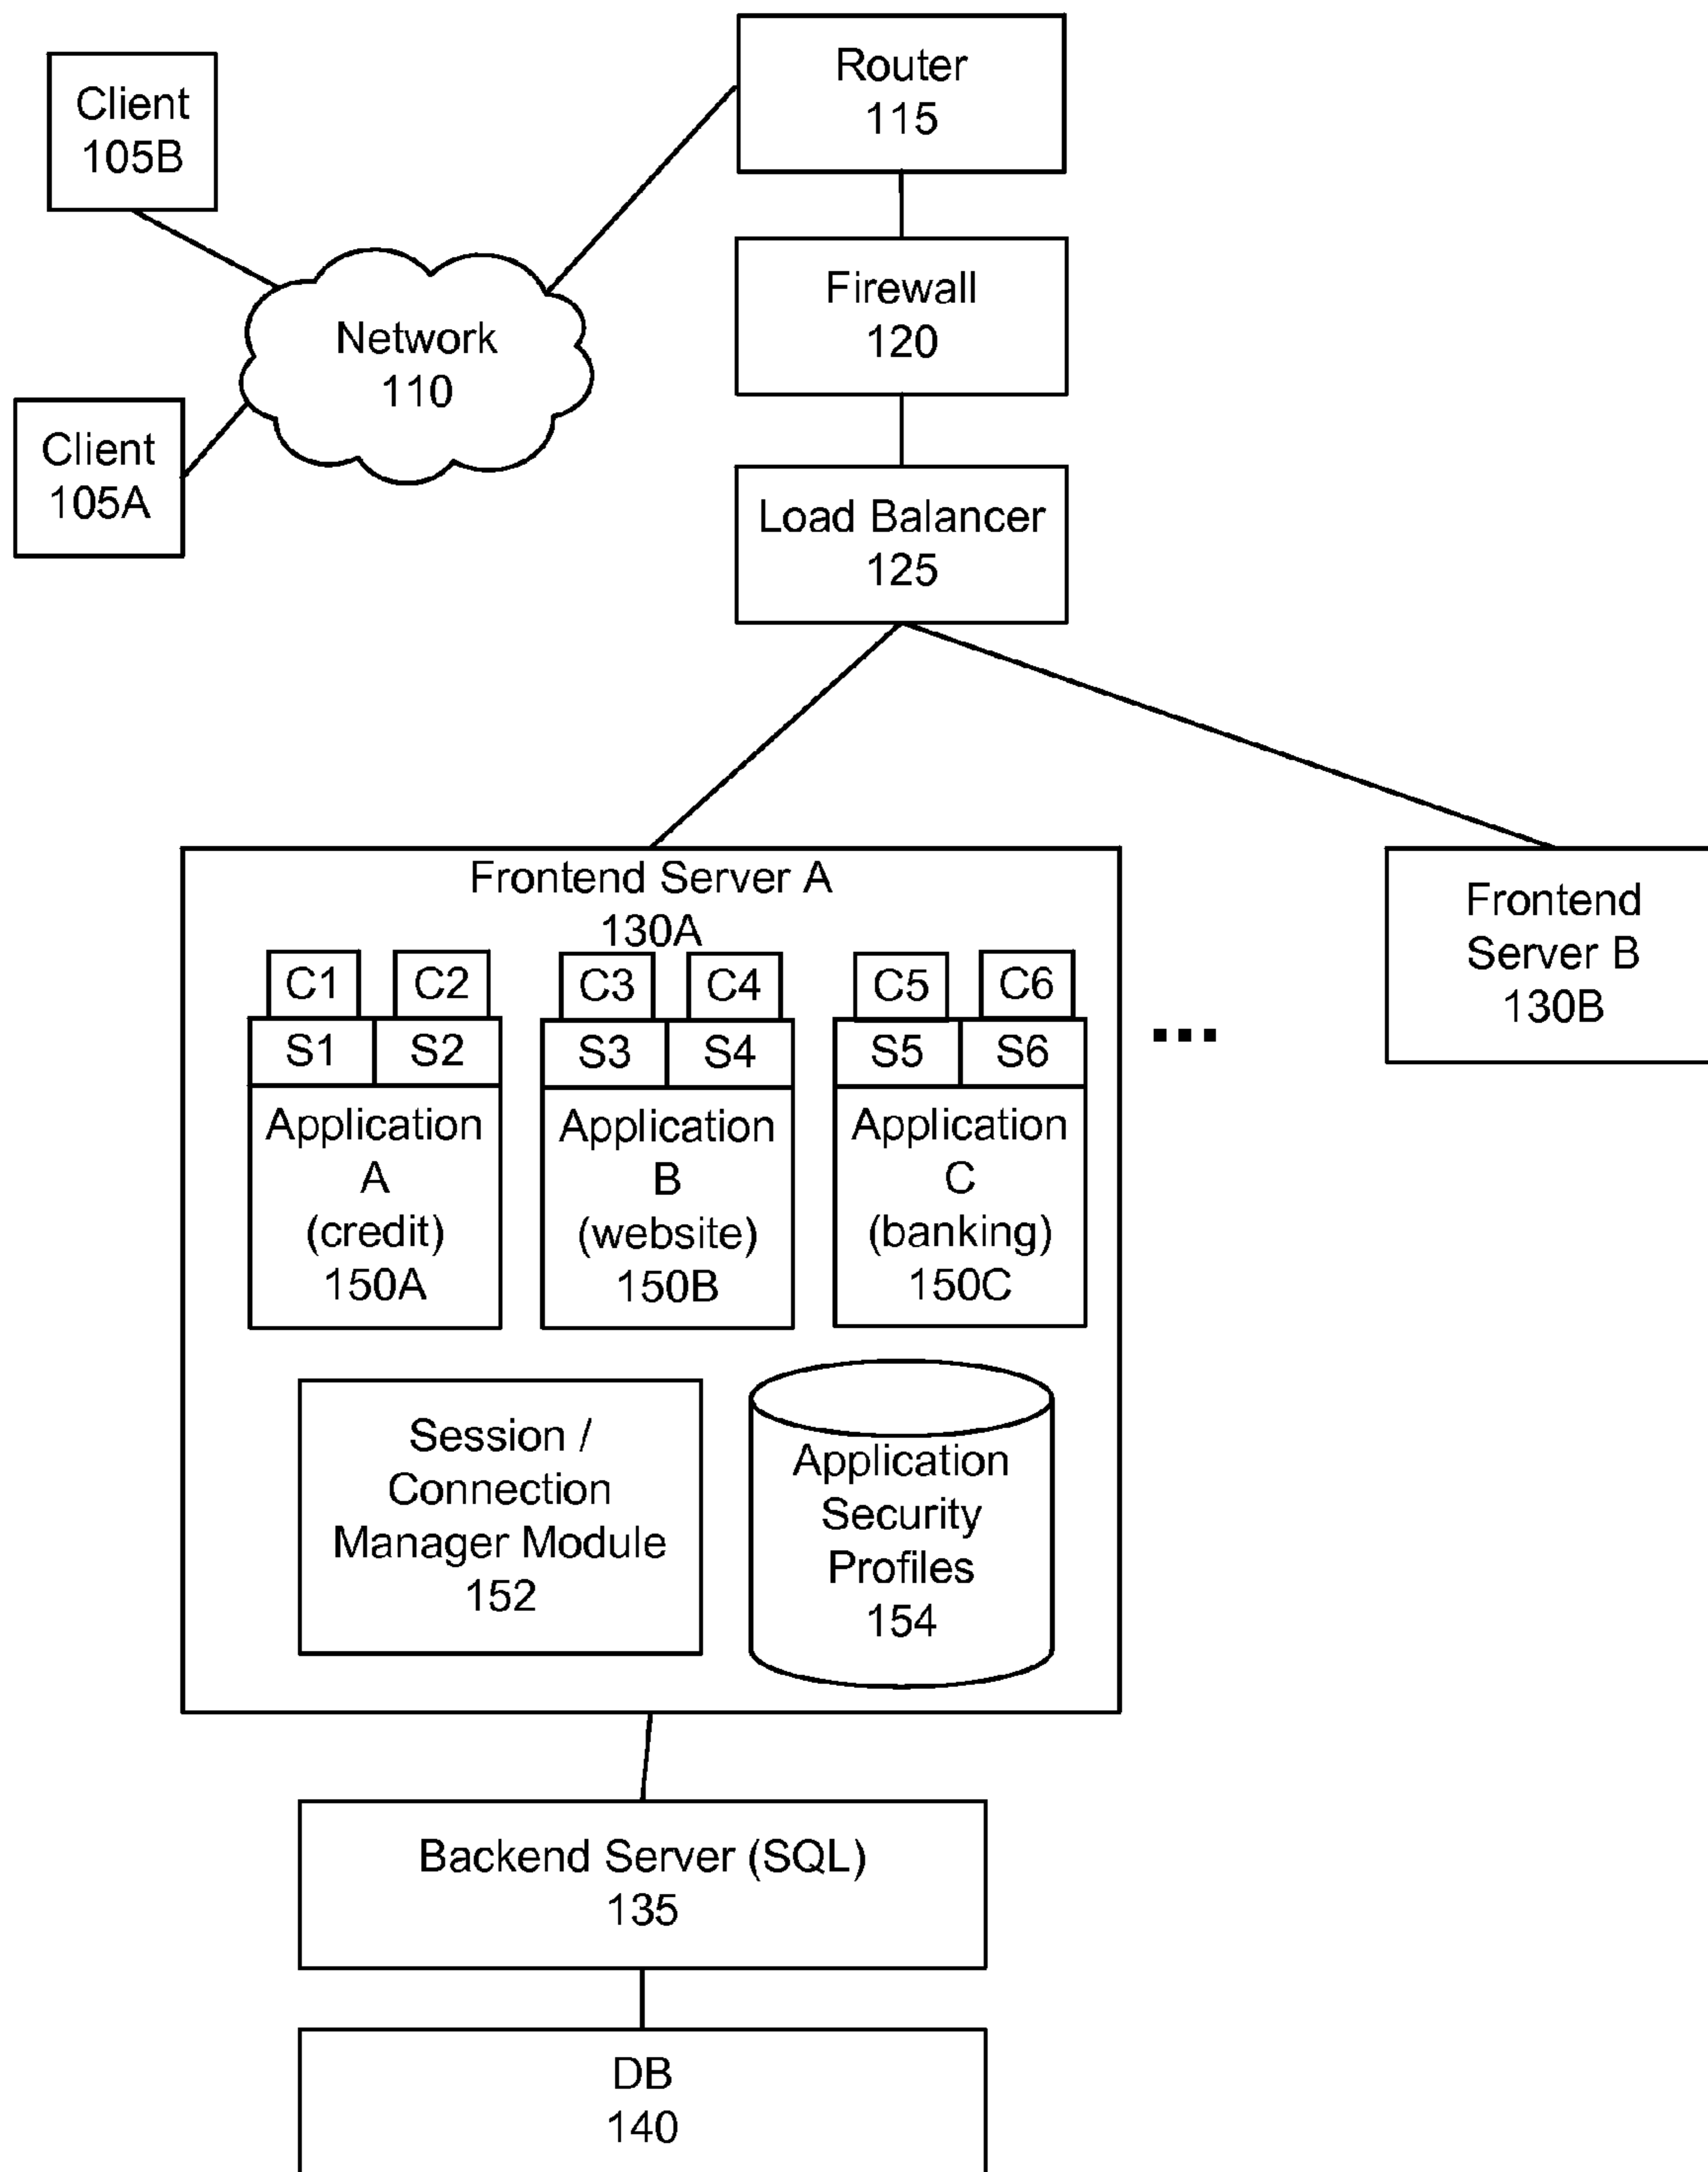 Router
115
Client
105B
Firewall
120
Network
110
Client
105A
Load Balancer
125
Frontend Server A
130A
C1 C2 C3 C4 C5 C6
S1 S2 S3 S4 S5 S6
Application
A
(credit)
150A
Application
B
(website)
150B
Application
C
(banking)
150C
...
Frontend
Server B
130B
Session /
Connection
Manager Module
152
Application
Security
Profiles
154
Backend Server (SQL)
135
DB
140